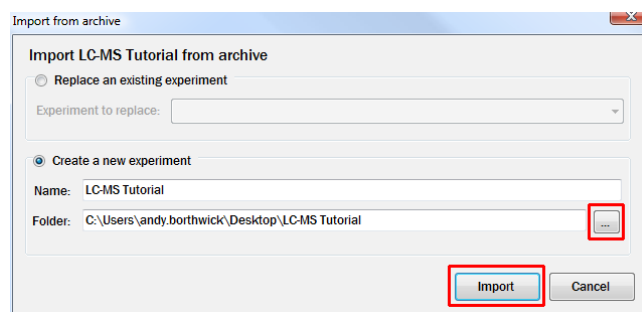 Import from archive
Import LC-MS Tutorial from archive
Replace an existing experiment
Experiment to replace:
Create a new experiment
Name: LC-MS Tutorial
Folder: C:\Users\andy.borthwick\Desktop\LC-MS Tutorial ...
Import Cancel